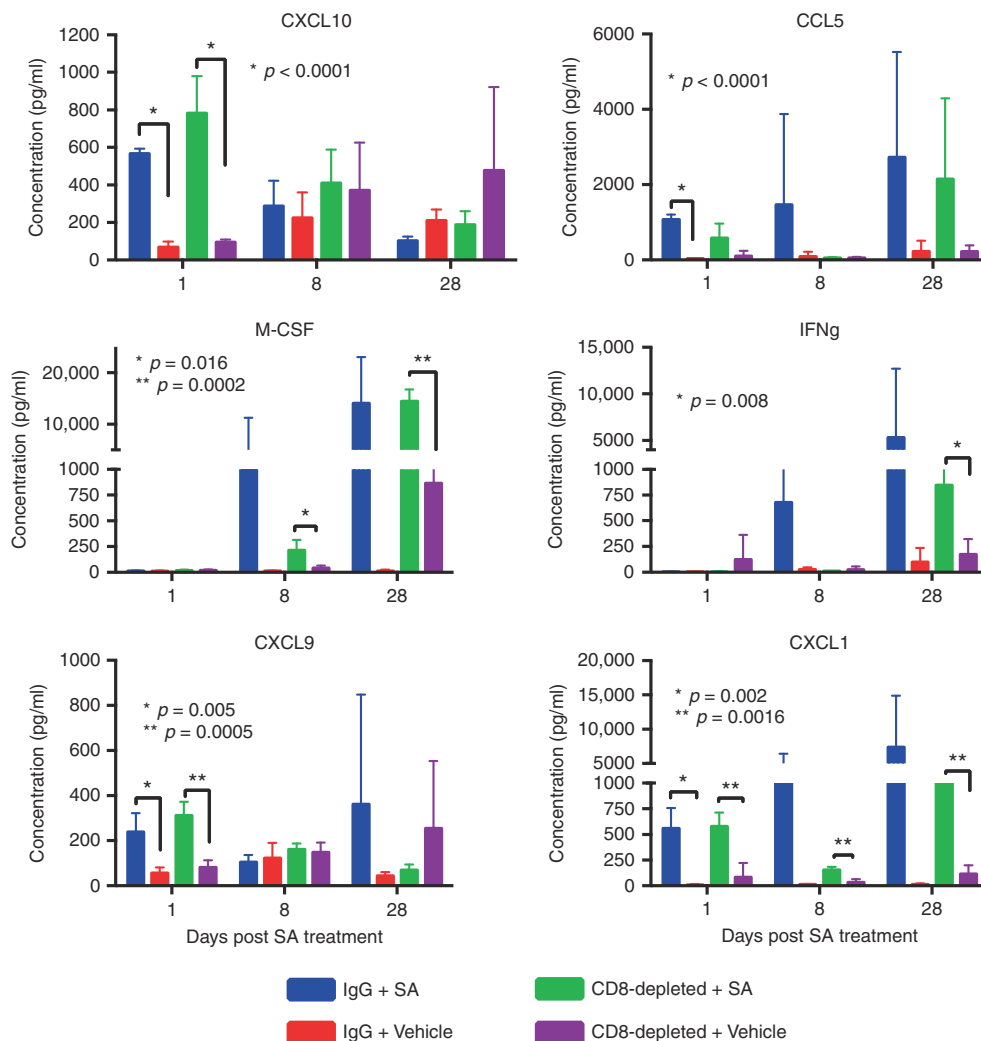 CXCL10
Concentration (pg/ml)
1200
1000
800
600
400
200
0
* p < 0.0001
*
*
1
8
28
CCL5
Concentration (pg/ml)
6000
4000
2000
0
* p < 0.0001
*
1
8
28
M-CSF
Concentration (pg/ml)
20,000
10,000
1000
750
500
250
0
* p = 0.016
** p = 0.0002
*
**
1
8
28
IFNg
Concentration (pg/ml)
15,000
10,000
5000
1000
750
500
250
0
* p = 0.008
*
1
8
28
CXCL9
Concentration (pg/ml)
1000
800
600
400
200
0
* p = 0.005
** p = 0.0005
*
**
1
8
28
Days post SA treatment
CXCL1
Concentration (pg/ml)
20,000
15,000
10,000
5000
1000
750
500
250
0
* p = 0.002
** p = 0.0016
*
**
**
**
1
8
28
Days post SA treatment
IgG + SA
CD8-depleted + SA
IgG + Vehicle
CD8-depleted + Vehicle